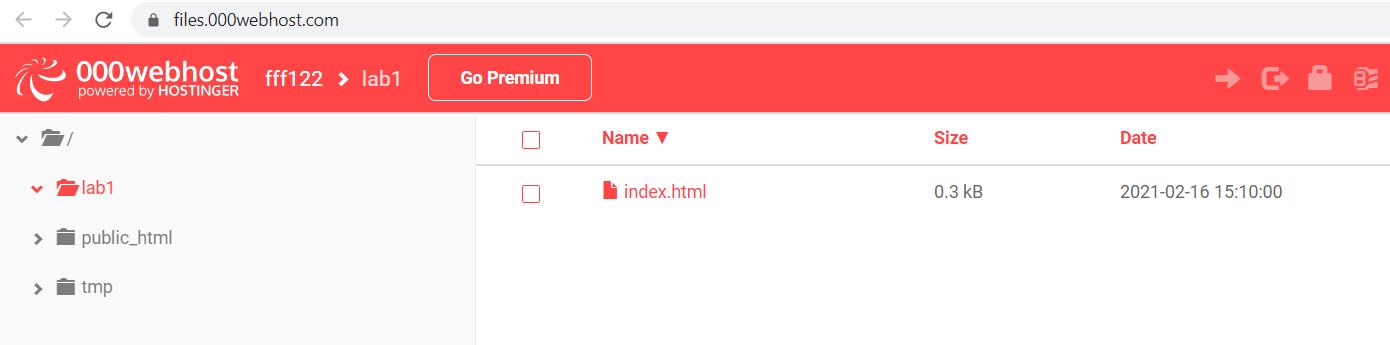 files.000webhost.com
000webhost
powered by HOSTINGER
fff122 lab1
Go Premium
/
lab1
public_html
tmp
Name ▼ Size Date
index.html 0.3 kB 2021-02-16 15:10:00